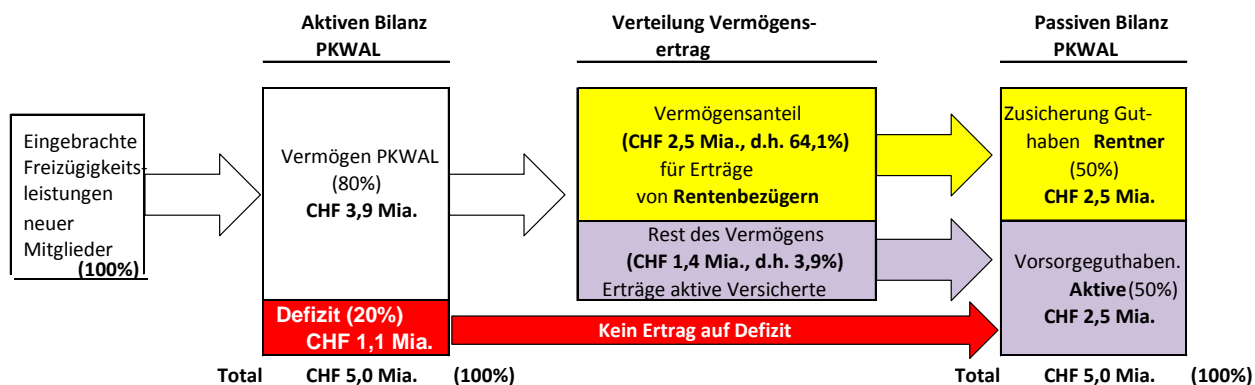 Aktiven Bilanz
PKWAL
Verteilung Vermögens-
ertrag
Passiven Bilanz
PKWAL
Eingebrachte
Freizügigkeits-
leistungen
neuer
Mitglieder
(100%)
Vermögen PKWAL
(80%)
CHF 3,9 Mia.
Defizit (20%)
CHF 1,1 Mia.
Vermögensanteil
(CHF 2,5 Mia., d.h. 64,1%)
für Erträge
von Rentenbezügern
Rest des Vermögens
(CHF 1,4 Mia., d.h. 3,9%)
Erträge aktive Versicherte
Kein Ertrag auf Defizit
Zusicherung Gut-
haben Rentner
(50%)
CHF 2,5 Mia.
Vorsorgeguthaben.
Aktive (50%)
CHF 2,5 Mia.
Total CHF 5,0 Mia. (100%)
Total CHF 5,0 Mia. (100%)